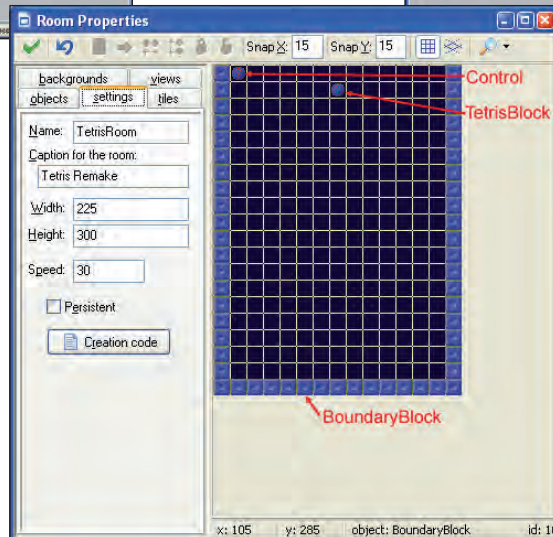 Room Properties
Snap X: 15 Snap Y: 15
backgrounds views
objects settings tiles
Name: TetrisRoom
Caption for the room:
Tetris Remake
Width: 225
Height: 300
Speed: 30
Persistent
Creation code
Control
TetrisBlock
BoundaryBlock
x: 105 y: 285 object: BoundaryBlock